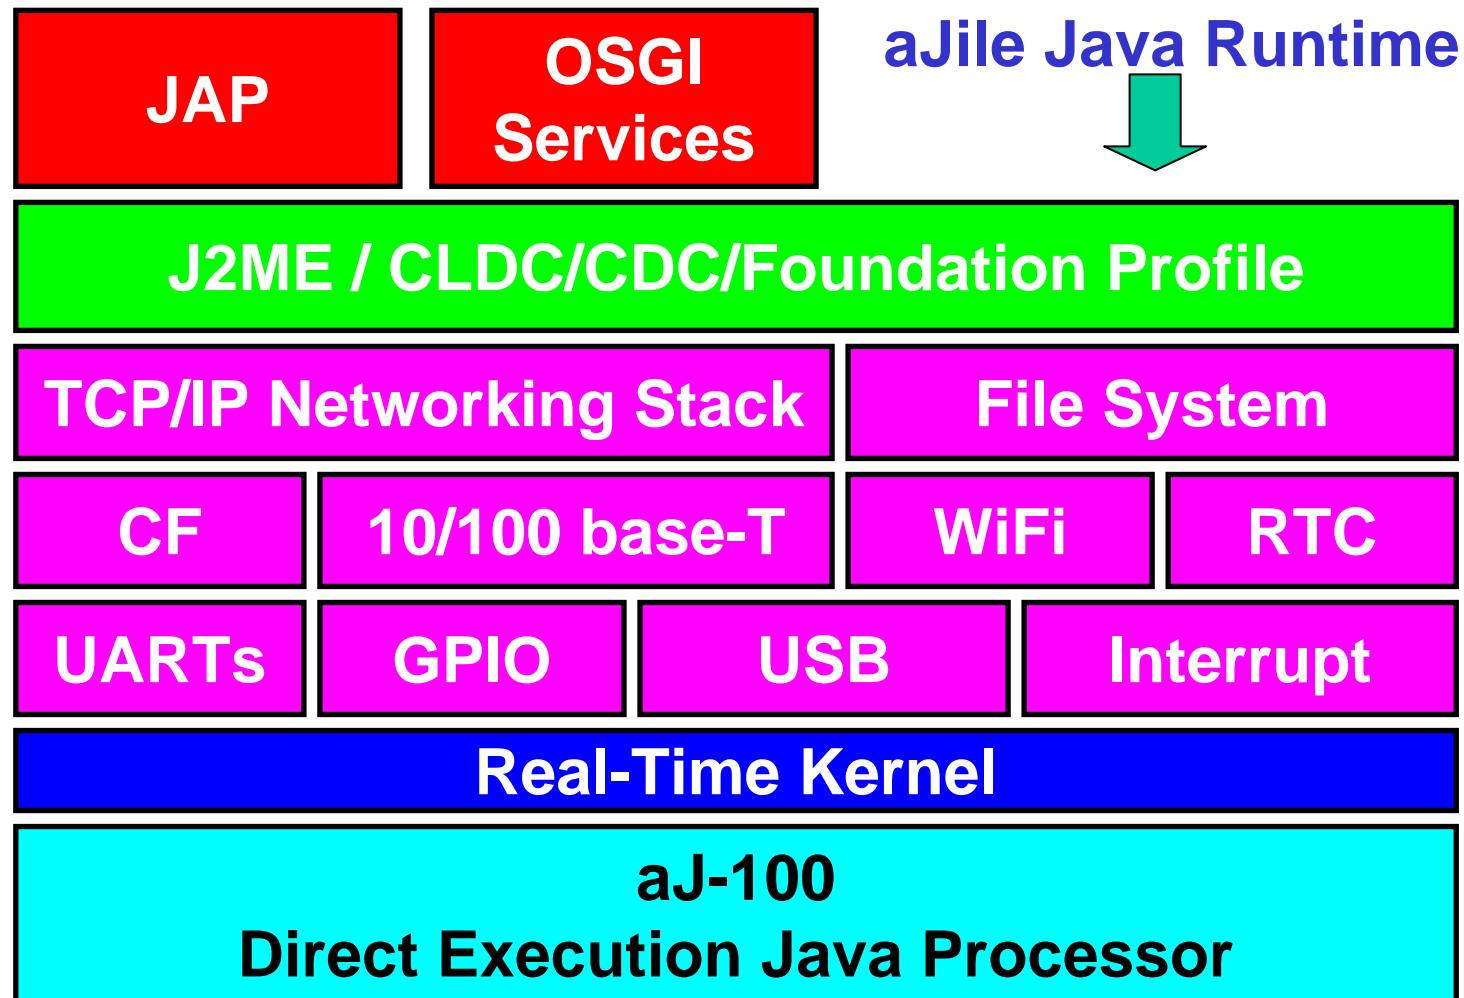 JAP
OSGI
Services
aJile Java Runtime
J2ME / CLDC/CDC/Foundation Profile
TCP/IP Networking Stack
File System
CF
10/100 base-T
WiFi
RTC
UARTs
GPIO
USB
Interrupt
Real-Time Kernel
aJ-100
Direct Execution Java Processor